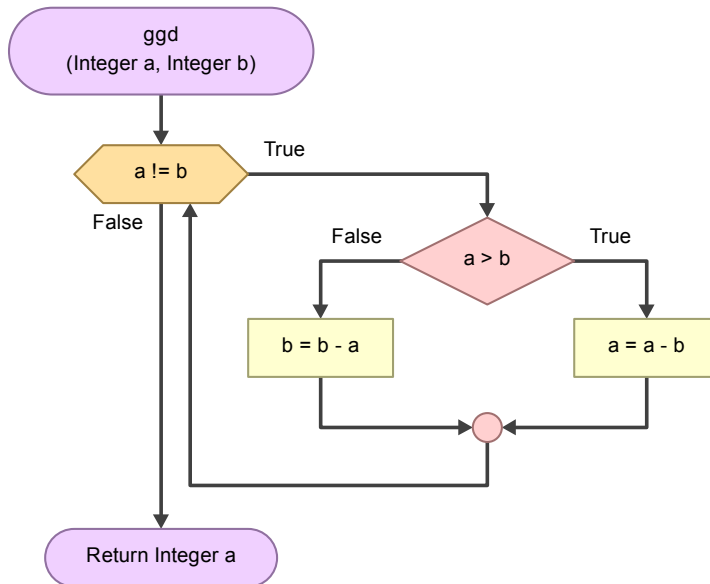 ggd
(Integer a, Integer b)
a != b
True
False
a > b
False
True
b = b - a
a = a - b
Return Integer a